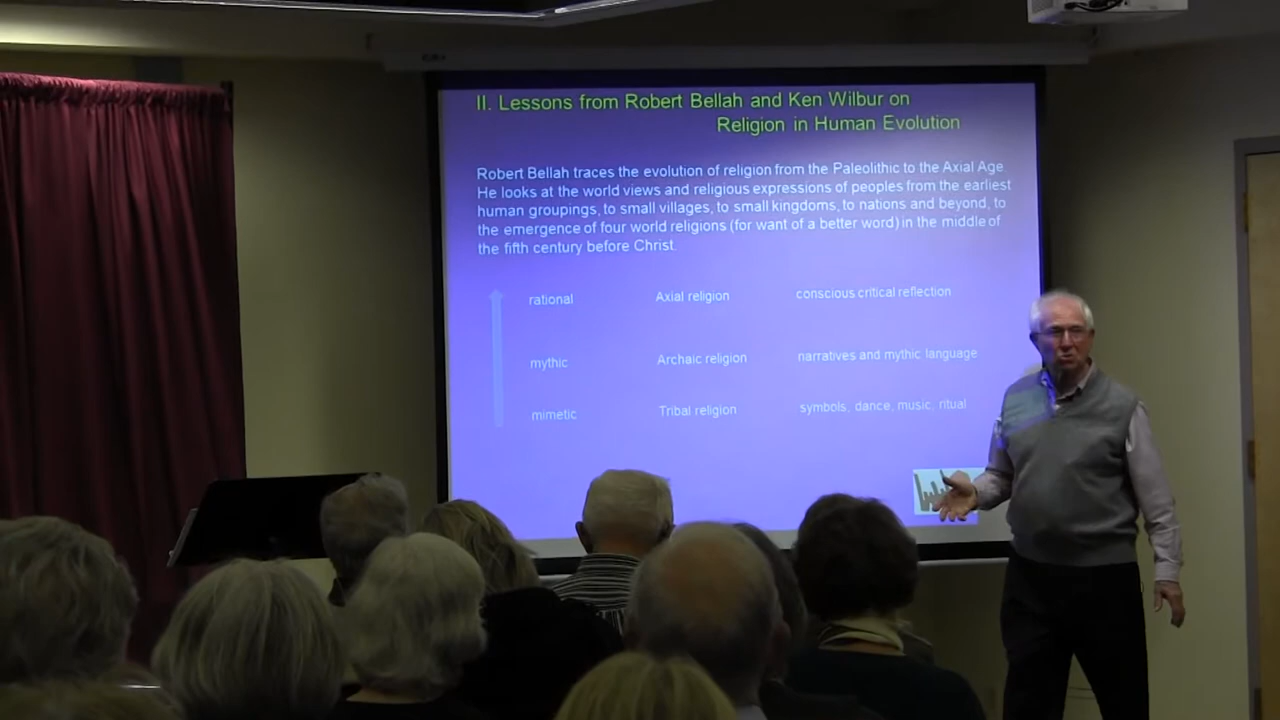 II. Lessons from Robert Bellah and Ken Wilbur on
Religion in Human Evolution
Robert Bellah traces the evolution of religion from the Paleolithic to the Axial Age.
He looks at the world views and religious expressions of peoples from the earliest
human groupings, to small villages, to small kingdoms, to nations and beyond, to
the emergence of four world religions (for want of a better word) in the middle of
the fifth century before Christ.
rational Axial religion conscious critical reflection
mythic Archaic religion narratives and mythic language
mimetic Tribal religion symbols, dance, music, ritual